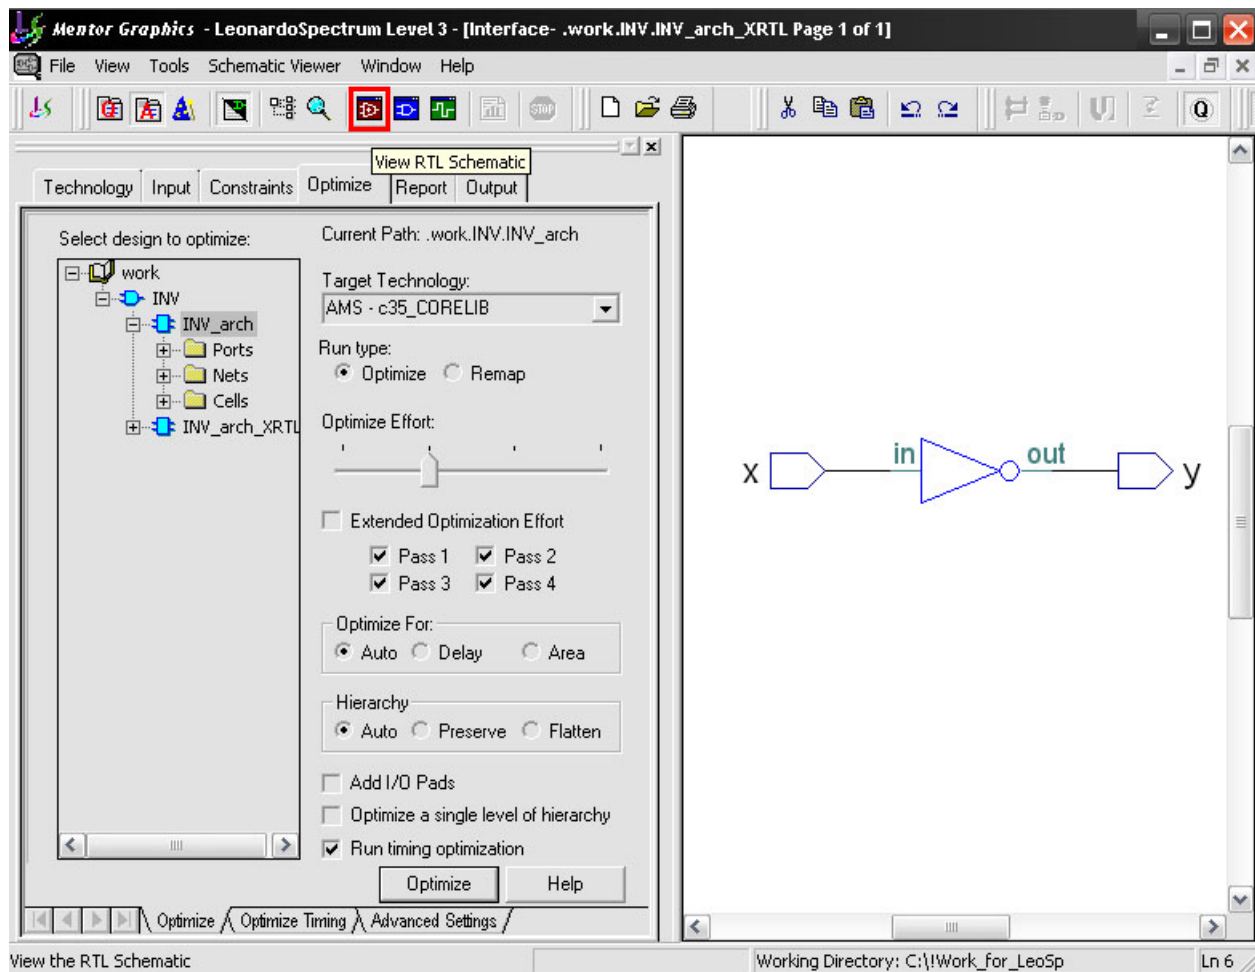 Mentor Graphics - LeonardoSpectrum Level 3 - [Interface- .work.INV.INV_arch_XRTL Page 1 of 1]
File View Tools Schematic Viewer Window Help
STOP
Q
View RTL Schematic
Technology Input Constraints Optimize Report Output
Select design to optimize:
work
INV
INV_arch
Ports
Nets
Cells
INV_arch_XRTL
Current Path: .work.INV.INV_arch
Target Technology:
AMS - c35_CORELIB
Run type:
Optimize Remap
Optimize Effort:
Extended Optimization Effort
Pass 1 Pass 2
Pass 3 Pass 4
Optimize For:
Auto Delay Area
Hierarchy
Auto Preserve Flatten
Add I/O Pads
Optimize a single level of hierarchy
Run timing optimization
Optimize Help
Optimize Optimize Timing Advanced Settings
x in out y
View the RTL Schematic
Working Directory: C:\!Work_for_LeoSp
Ln 6